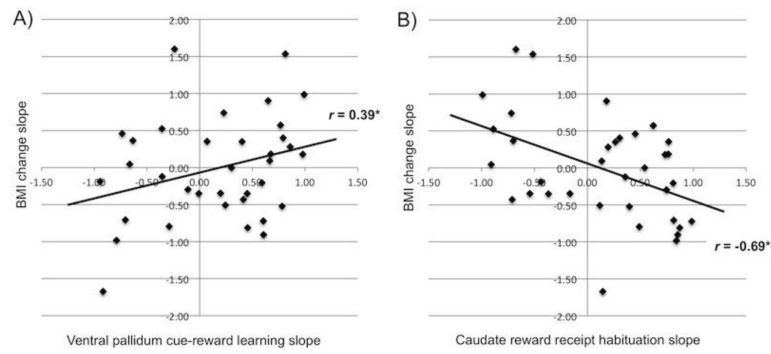 A)
2.00
1.50
1.00
0.50
0.00
-1.50 -1.00 -0.50 0.00 0.50 1.00 1.50
-0.50
-1.00
-1.50
-2.00
BMI change slope
r = 0.39*
Ventral pallidum cue-reward learning slope
B)
2.00
1.50
1.00
0.50
0.00
-1.50 -1.00 -0.50 0.00 0.50 1.00 1.50
-0.50
-1.00
-1.50
-2.00
BMI change slope
r = -0.69*
Caudate reward receipt habituation slope